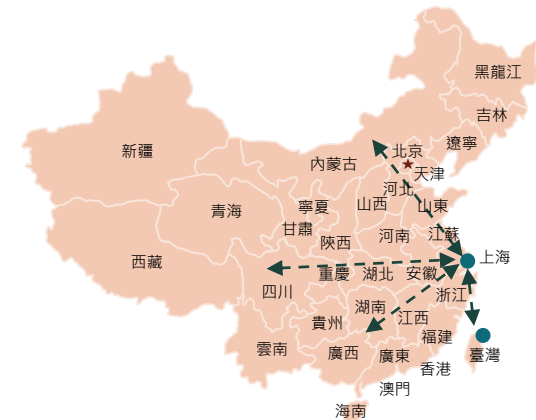 黑龍江
吉林
遼寧
北京
新疆
內蒙古
天津
河北
寧夏
山西
山東
青海
甘肅
陝西
河南
江蘇
上海
西藏
重慶
湖北
安徽
四川
浙江
湖南
貴州
江西
福建
雲南
廣西
廣東
臺灣
香港
澳門
海南